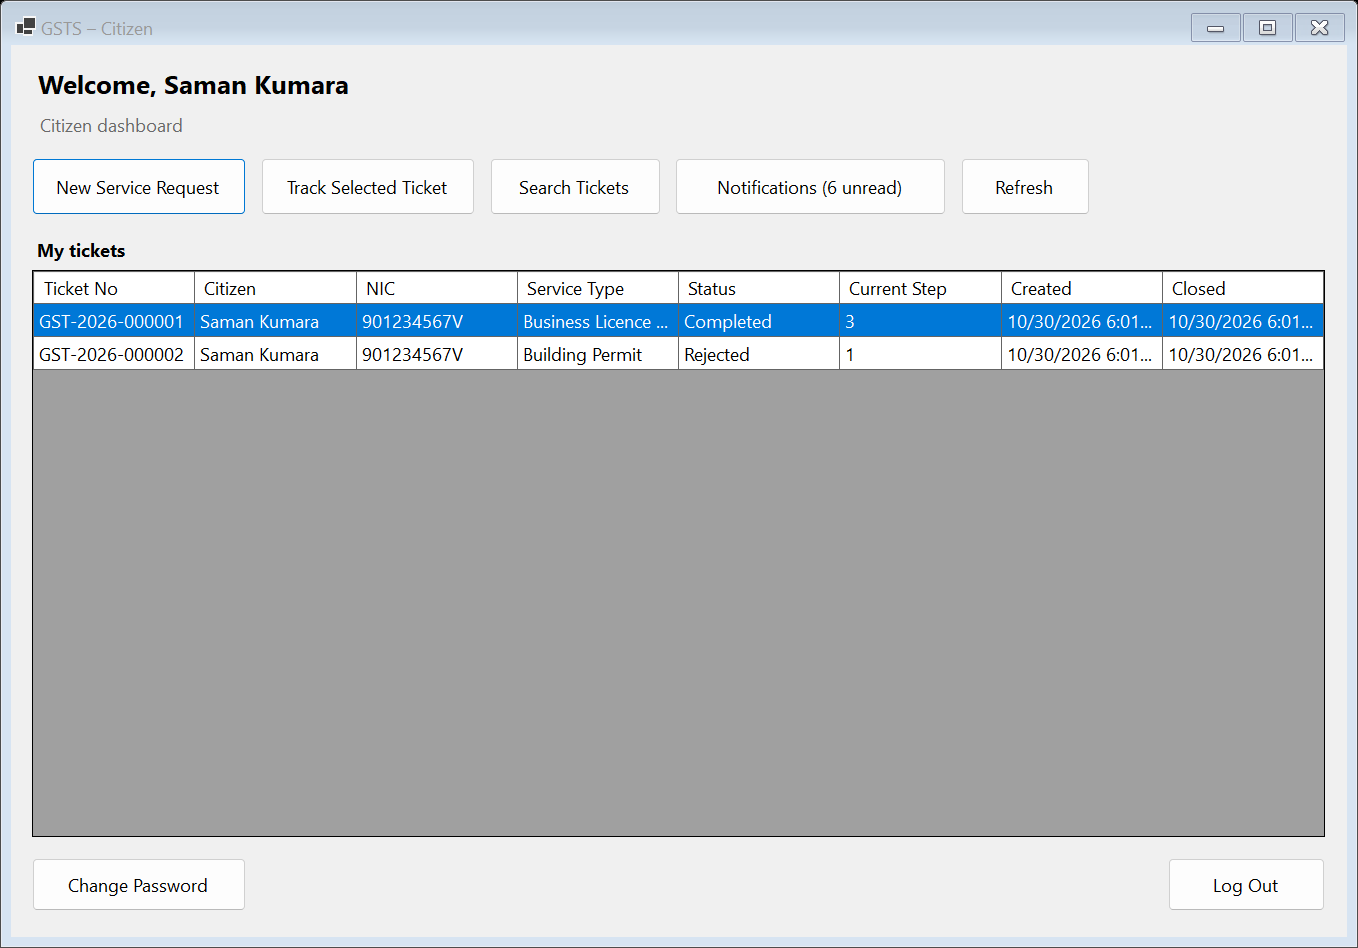 GSTS – Citizen
Welcome, Saman Kumara
Citizen dashboard
New Service Request Track Selected Ticket Search Tickets Notifications (6 unread) Refresh
My tickets
Ticket No Citizen NIC Service Type Status Current Step Created Closed
GST-2026-000001 Saman Kumara 901234567V Business Licence ... Completed 3 10/30/2026 6:01... 10/30/2026 6:01...
GST-2026-000002 Saman Kumara 901234567V Building Permit Rejected 1 10/30/2026 6:01... 10/30/2026 6:01...
Change Password Log Out